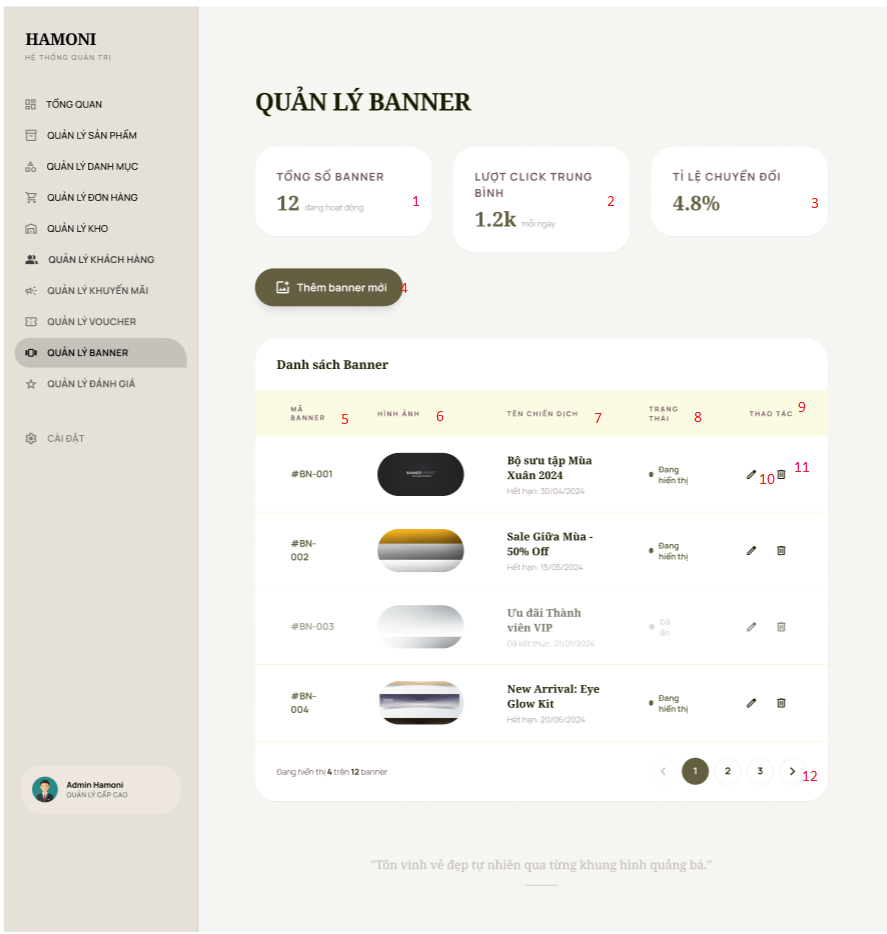 HAMONI
HỆ THỐNG QUẢN TRỊ
TỔNG QUAN
QUẢN LÝ SẢN PHẨM
QUẢN LÝ DANH MỤC
QUẢN LÝ ĐƠN HÀNG
QUẢN LÝ KHO
QUẢN LÝ KHÁCH HÀNG
QUẢN LÝ KHUYẾN MÃI
QUẢN LÝ VOUCHER
QUẢN LÝ BANNER
QUẢN LÝ ĐÁNH GIÁ
CÀI ĐẶT
Admin Hamoni
QUẢN LÝ CẤP CAO
QUẢN LÝ BANNER
TỔNG SỐ BANNER
12 đang hoạt động 1
LƯỢT CLICK TRUNG
BÌNH
1.2k mỗi ngày 2
TỈ LỆ CHUYỂN ĐỔI
4.8% 3
Thêm banner mới 4
Danh sách Banner
MÃ
BANNER 5
HÌNH ẢNH 6
TÊN CHIẾN DỊCH 7
TRẠNG
THÁI 8
THAO TÁC 9
#BN-001
Bộ sưu tập Mùa
Xuân 2024
Hết hạn: 30/04/2024
Đang
hiển thị
10 11
#BN-
002
Sale Giữa Mùa -
50% Off
Hết hạn: 15/05/2024
Đang
hiển thị
#BN-003
Ưu đãi Thành
viên VIP
Đã kết thúc: 01/01/2024
Đã
ẩn
#BN-
004
New Arrival: Eye
Glow Kit
Hết hạn: 20/06/2024
Đang
hiển thị
Đang hiển thị 4 trên 12 banner
1 2 3 12
"Tôn vinh vẻ đẹp tự nhiên qua từng khung hình quảng bá."